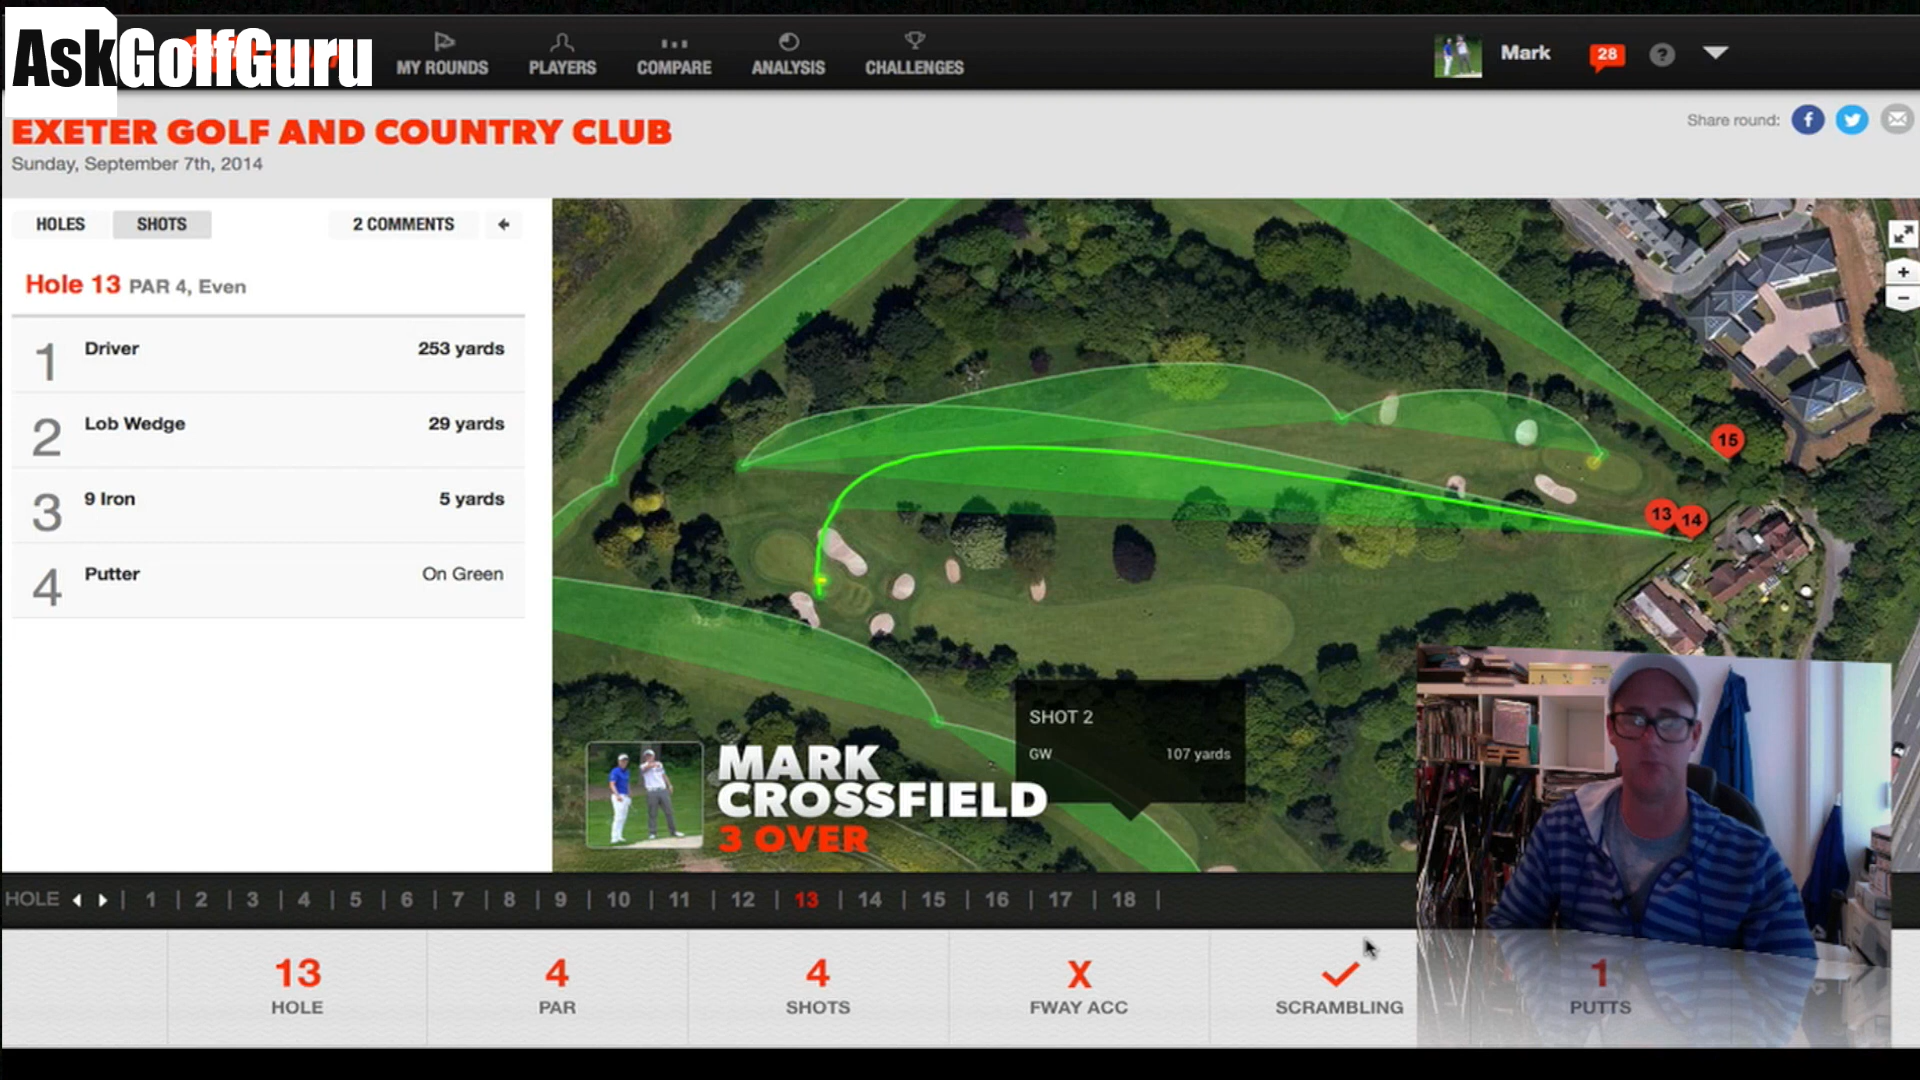 AskGolfGuru
MY ROUNDS
PLAYERS
COMPARE
ANALYSIS
CHALLENGES
Mark
28
?
EXETER GOLF AND COUNTRY CLUB
Sunday, September 7th, 2014
Share round:
HOLES
SHOTS
2 COMMENTS
Hole 13 PAR 4, Even
1 Driver 253 yards
2 Lob Wedge 29 yards
3 9 Iron 5 yards
4 Putter On Green
15
13
14
SHOT 2
GW 107 yards
MARK
CROSSFIELD
3 OVER
HOLE | 1 | 2 | 3 | 4 | 5 | 6 | 7 | 8 | 9 | 10 | 11 | 12 | 13 | 14 | 15 | 16 | 17 | 18 |
13
HOLE
4
PAR
4
SHOTS
X
FWAY ACC
SCRAMBLING
1
PUTTS